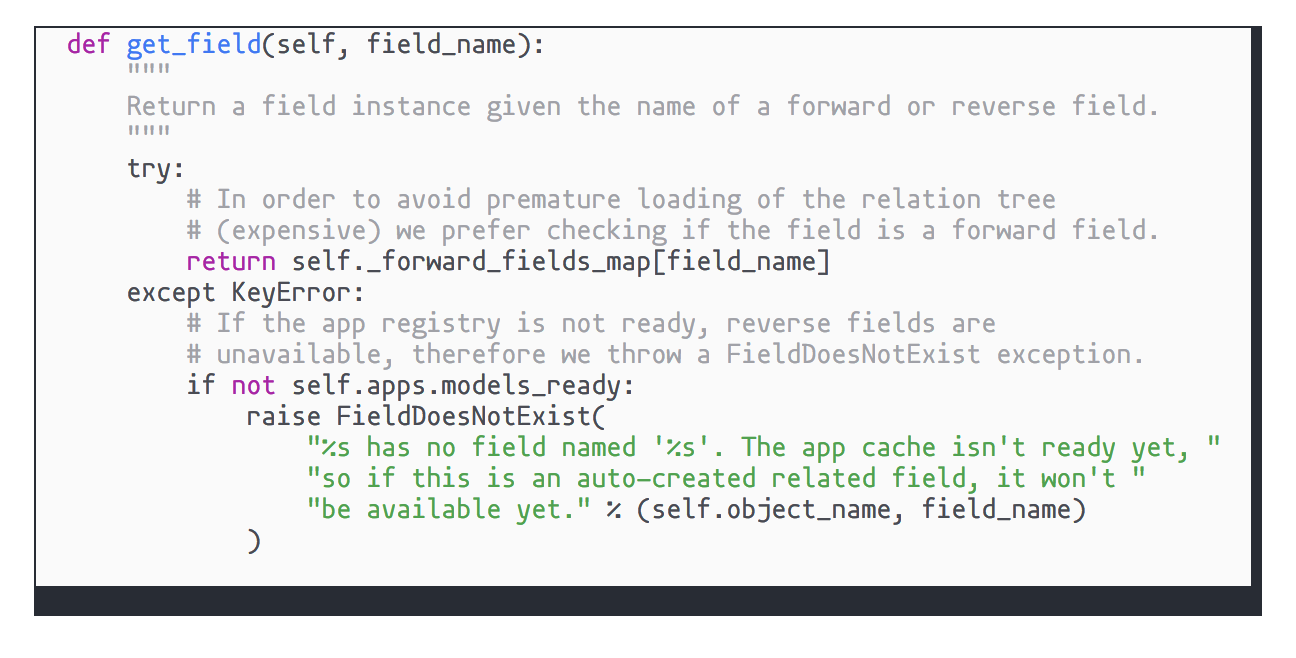 def get_field(self, field_name):
    """
    Return a field instance given the name of a forward or reverse field.
    """
    try:
        # In order to avoid premature loading of the relation tree
        # (expensive) we prefer checking if the field is a forward field.
        return self._forward_fields_map[field_name]
    except KeyError:
        # If the app registry is not ready, reverse fields are
        # unavailable, therefore we throw a FieldDoesNotExist exception.
        if not self.apps.models_ready:
            raise FieldDoesNotExist(
                "%s has no field named '%s'. The app cache isn't ready yet, "
                "so if this is an auto-created related field, it won't "
                "be available yet." % (self.object_name, field_name)
            )